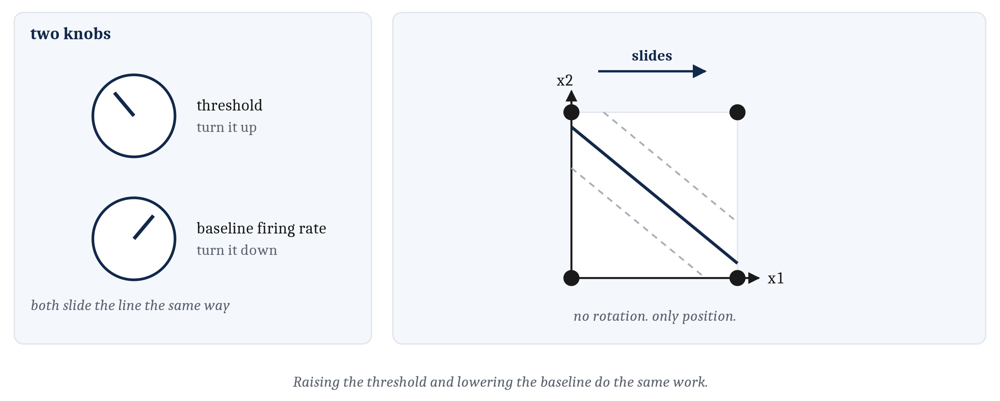 two knobs
threshold
turn it up
baseline firing rate
turn it down
both slide the line the same way
slides
x2
x1
no rotation. only position.
Raising the threshold and lowering the baseline do the same work.